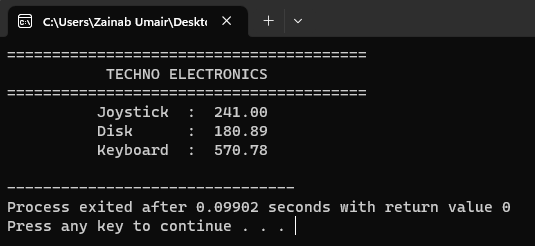 C:\Users\Zainab Umair\Deskt
========================================
TECHNO ELECTRONICS
========================================
Joystick : 241.00
Disk : 180.89
Keyboard : 570.78
--------------------------------
Process exited after 0.09902 seconds with return value 0
Press any key to continue . . .